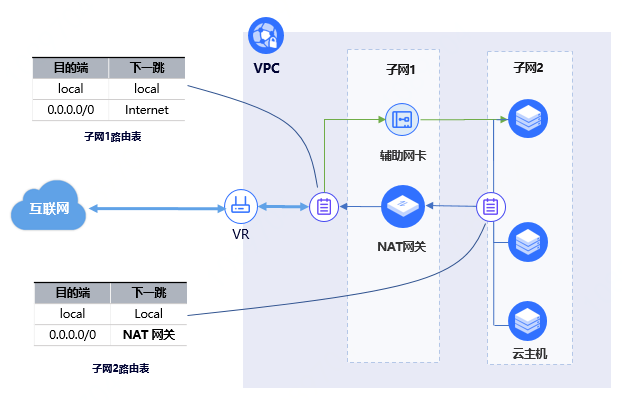 目的端 下一跳
local local
0.0.0.0/0 Internet
子网1路由表
VPC
子网1
子网2
辅助网卡
互联网
VR
NAT网关
目的端 下一跳
local Local
0.0.0.0/0 NAT 网关
子网2路由表
云主机